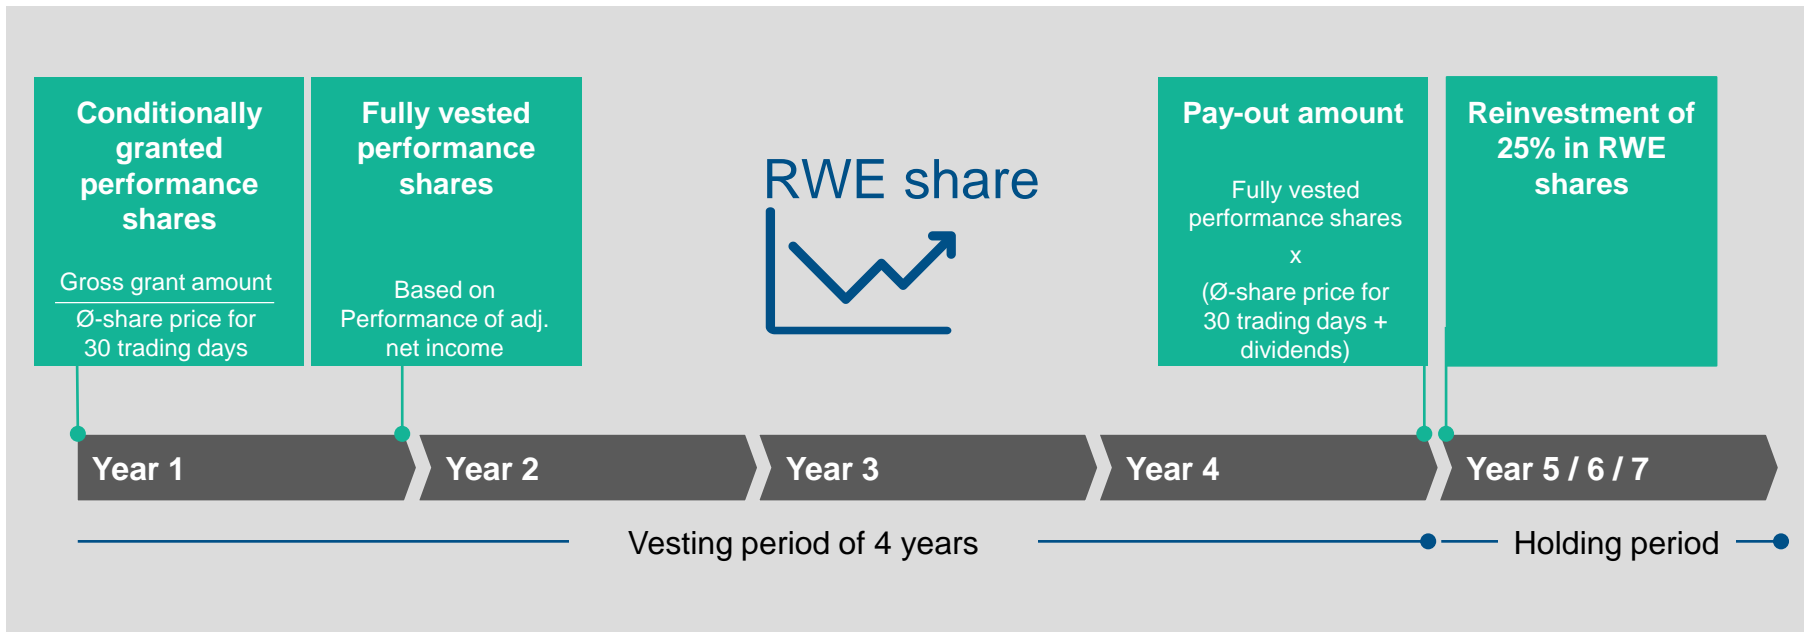 Conditionally
granted
performance
shares
Gross grant amount
Ø-share price for
30 trading days
Fully vested
performance
shares
Based on
Performance of adj.
net income
RWE share
Pay-out amount
Fully vested
performance shares
x
(Ø-share price for
30 trading days +
dividends)
Reinvestment of
25% in RWE
shares
Year 1
Year 2
Year 3
Year 4
Year 5 / 6 / 7
Vesting period of 4 years
Holding period